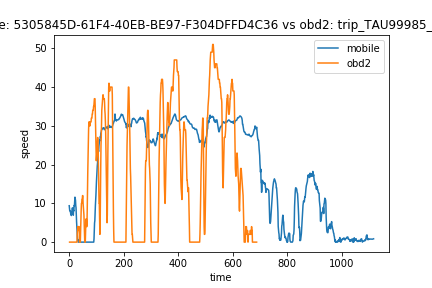 e: 5305845D-61F4-40EB-BE97-F304DFFD4C36 vs obd2: trip_TAU99985_
mobile
obd2
speed
50
40
30
20
10
0
0 200 400 600 800 1000
time